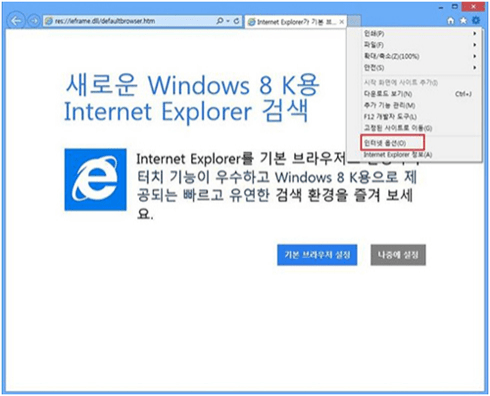 res://ieframe.dll/defaultbrowser.htm
Internet Explorer가 기본 브...
인쇄(P)
파일(F)
확대/축소(Z)(100%)
안전(S)
시작 화면에 사이트 추가(I)
다운로드 보기(N) Ctrl+J
추가 기능 관리(M)
F12 개발자 도구(L)
고정된 사이트로 이동(G)
인터넷 옵션(O)
Internet Explorer 정보(A)
새로운 Windows 8 K용
Internet Explorer 검색
Internet Explorer를 기본 브라우저로
터치 기능이 우수하고 Windows 8 K용으로 제
공되는 빠르고 유연한 검색 환경을 즐겨 보세
요.
기본 브라우저 설정
나중에 설정